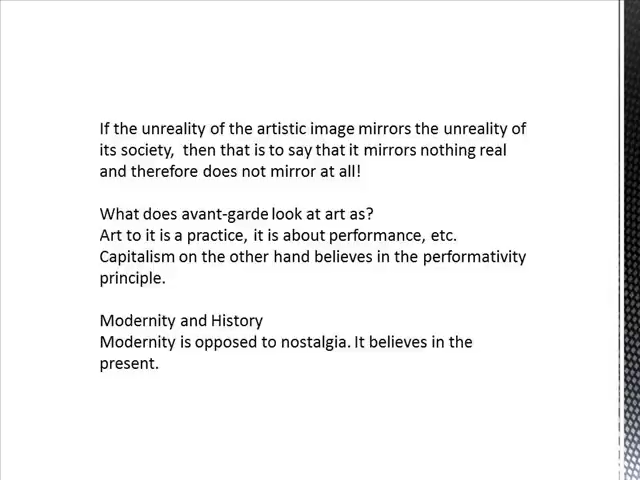 If the unreality of the artistic image mirrors the unreality of
its society, then that is to say that it mirrors nothing real
and therefore does not mirror at all!
What does avant-garde look at art as?
Art to it is a practice, it is about performance, etc.
Capitalism on the other hand believes in the performativity
principle.
Modernity and History
Modernity is opposed to nostalgia. It believes in the
present.